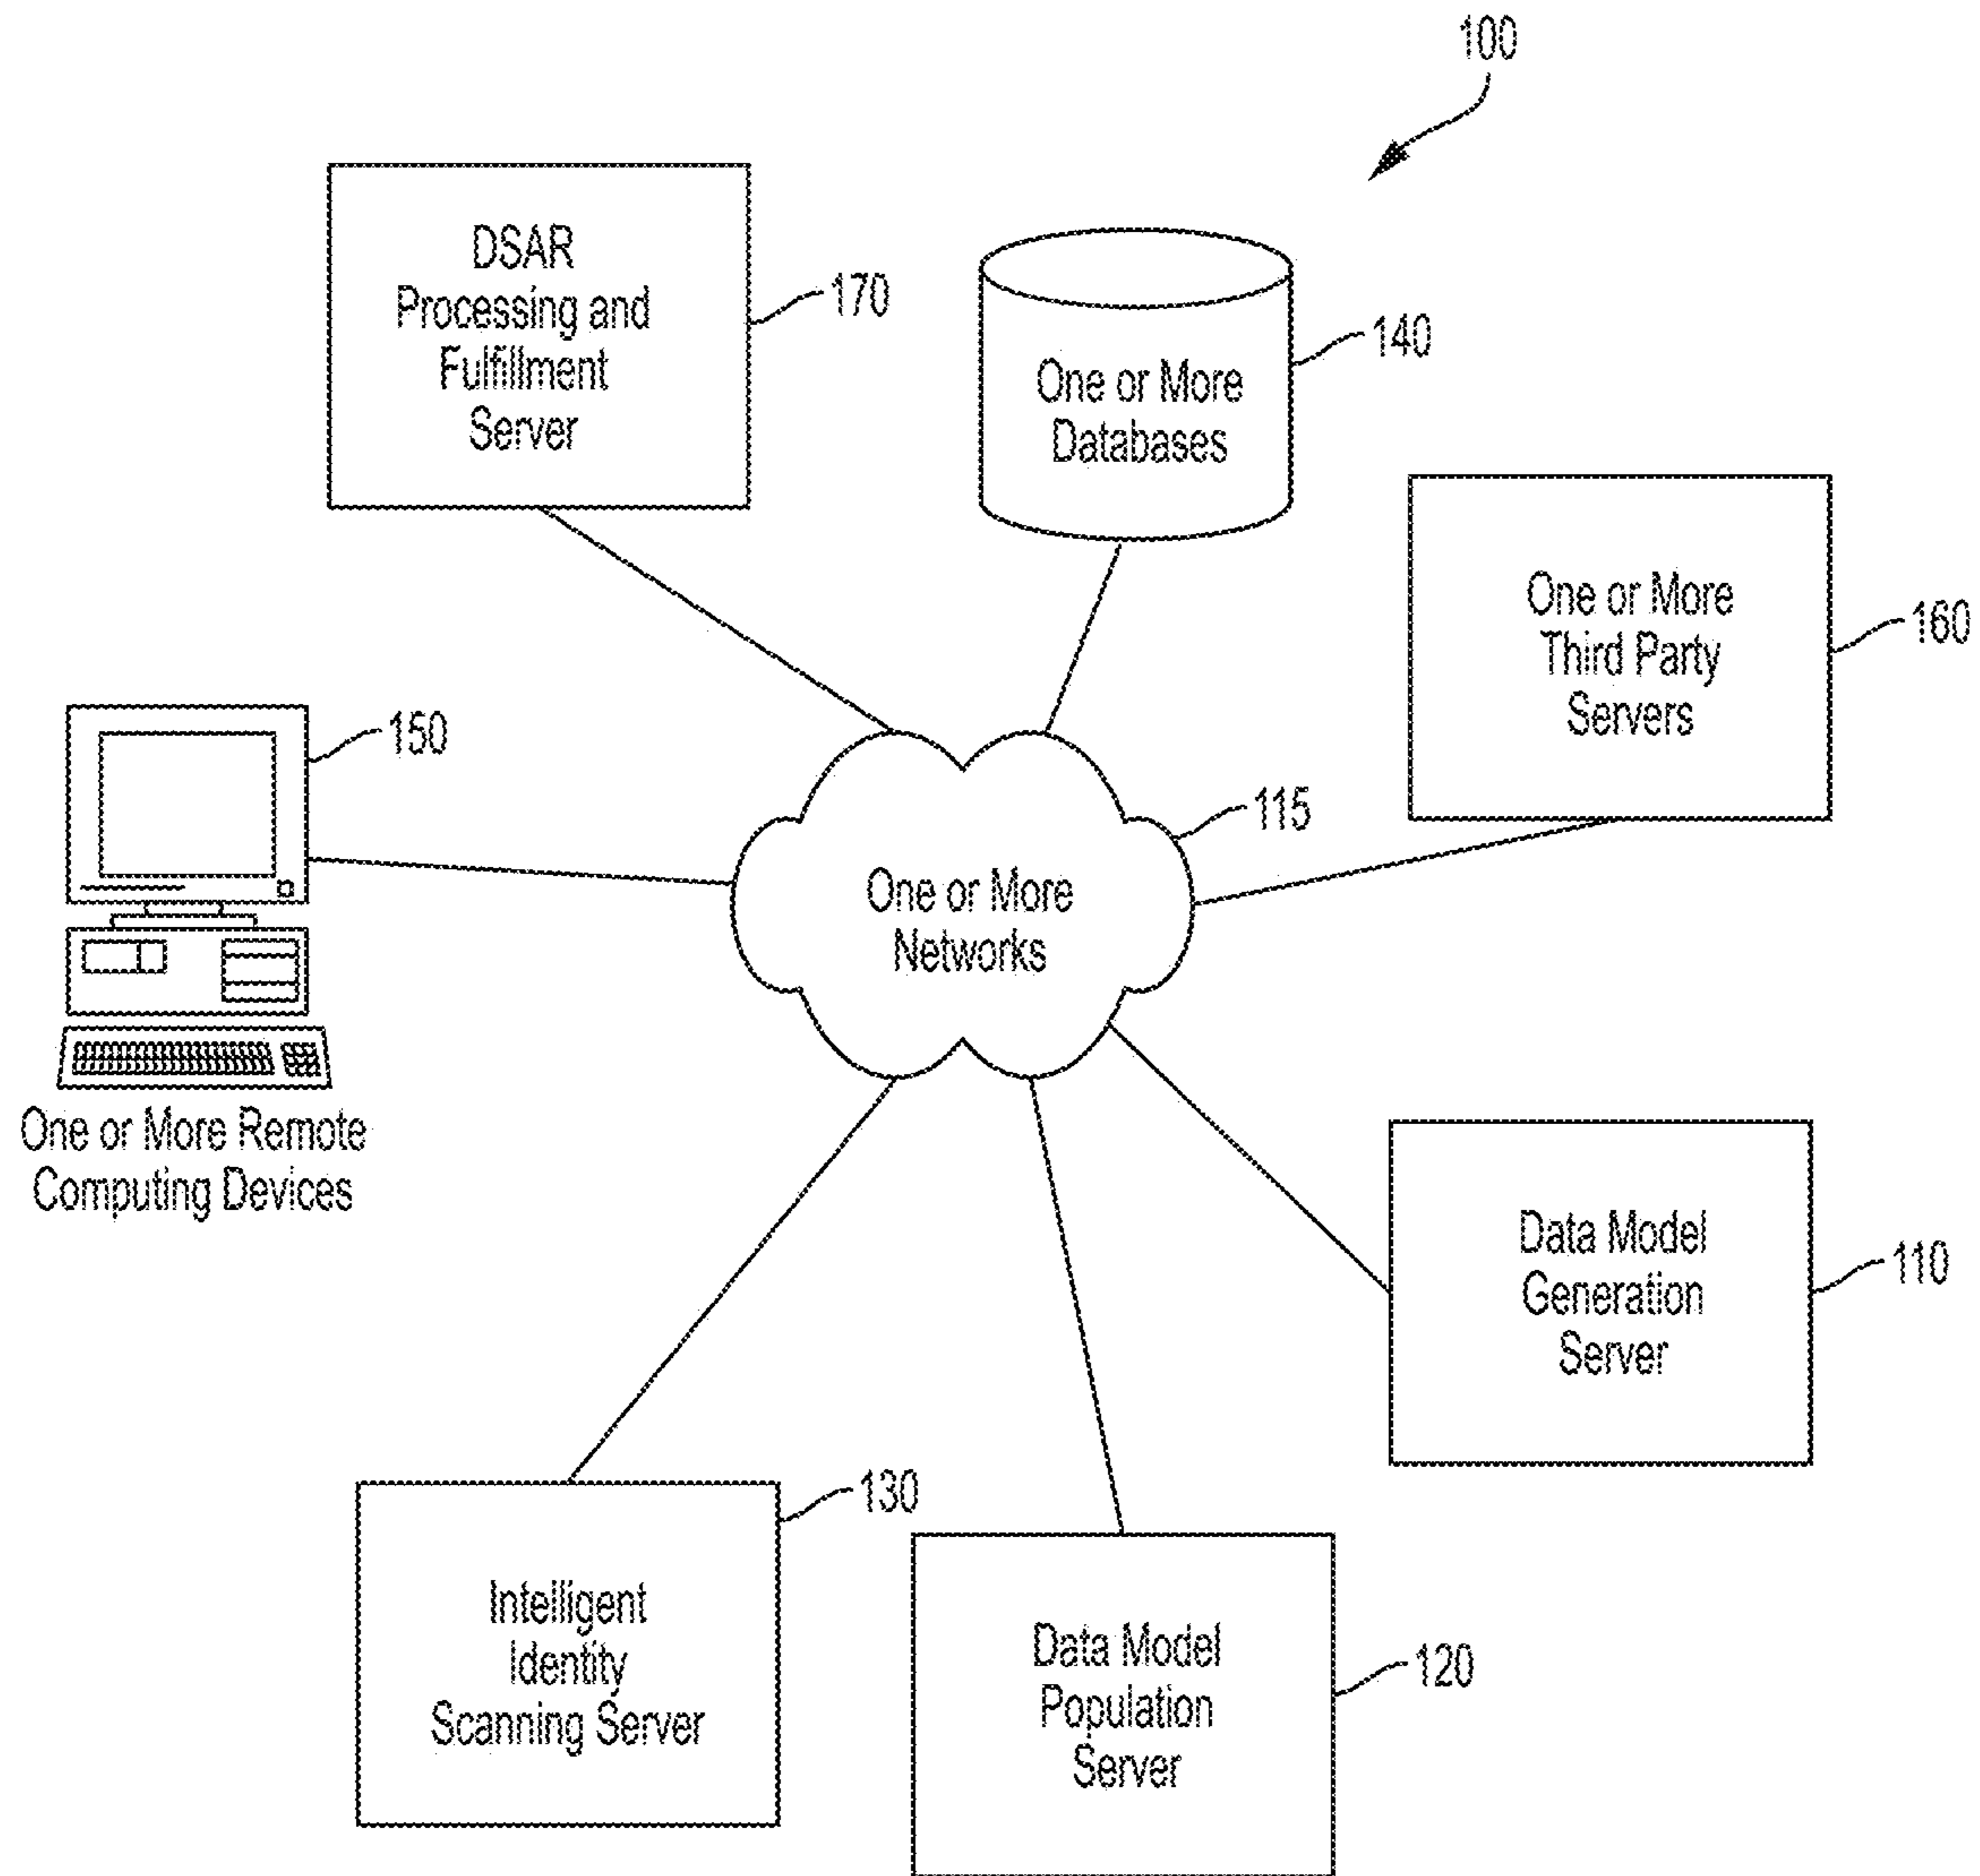 100
DSAR
Processing and
Fulfillment
Server
170
One or More
Databases
140
One or More
Third Party
Servers
160
150
One or More Remote
Computing Devices
115
One or More
Networks
Data Model
Generation
Server
110
Intelligent
Identity
Scanning Server
130
Data Model
Population
Server
120